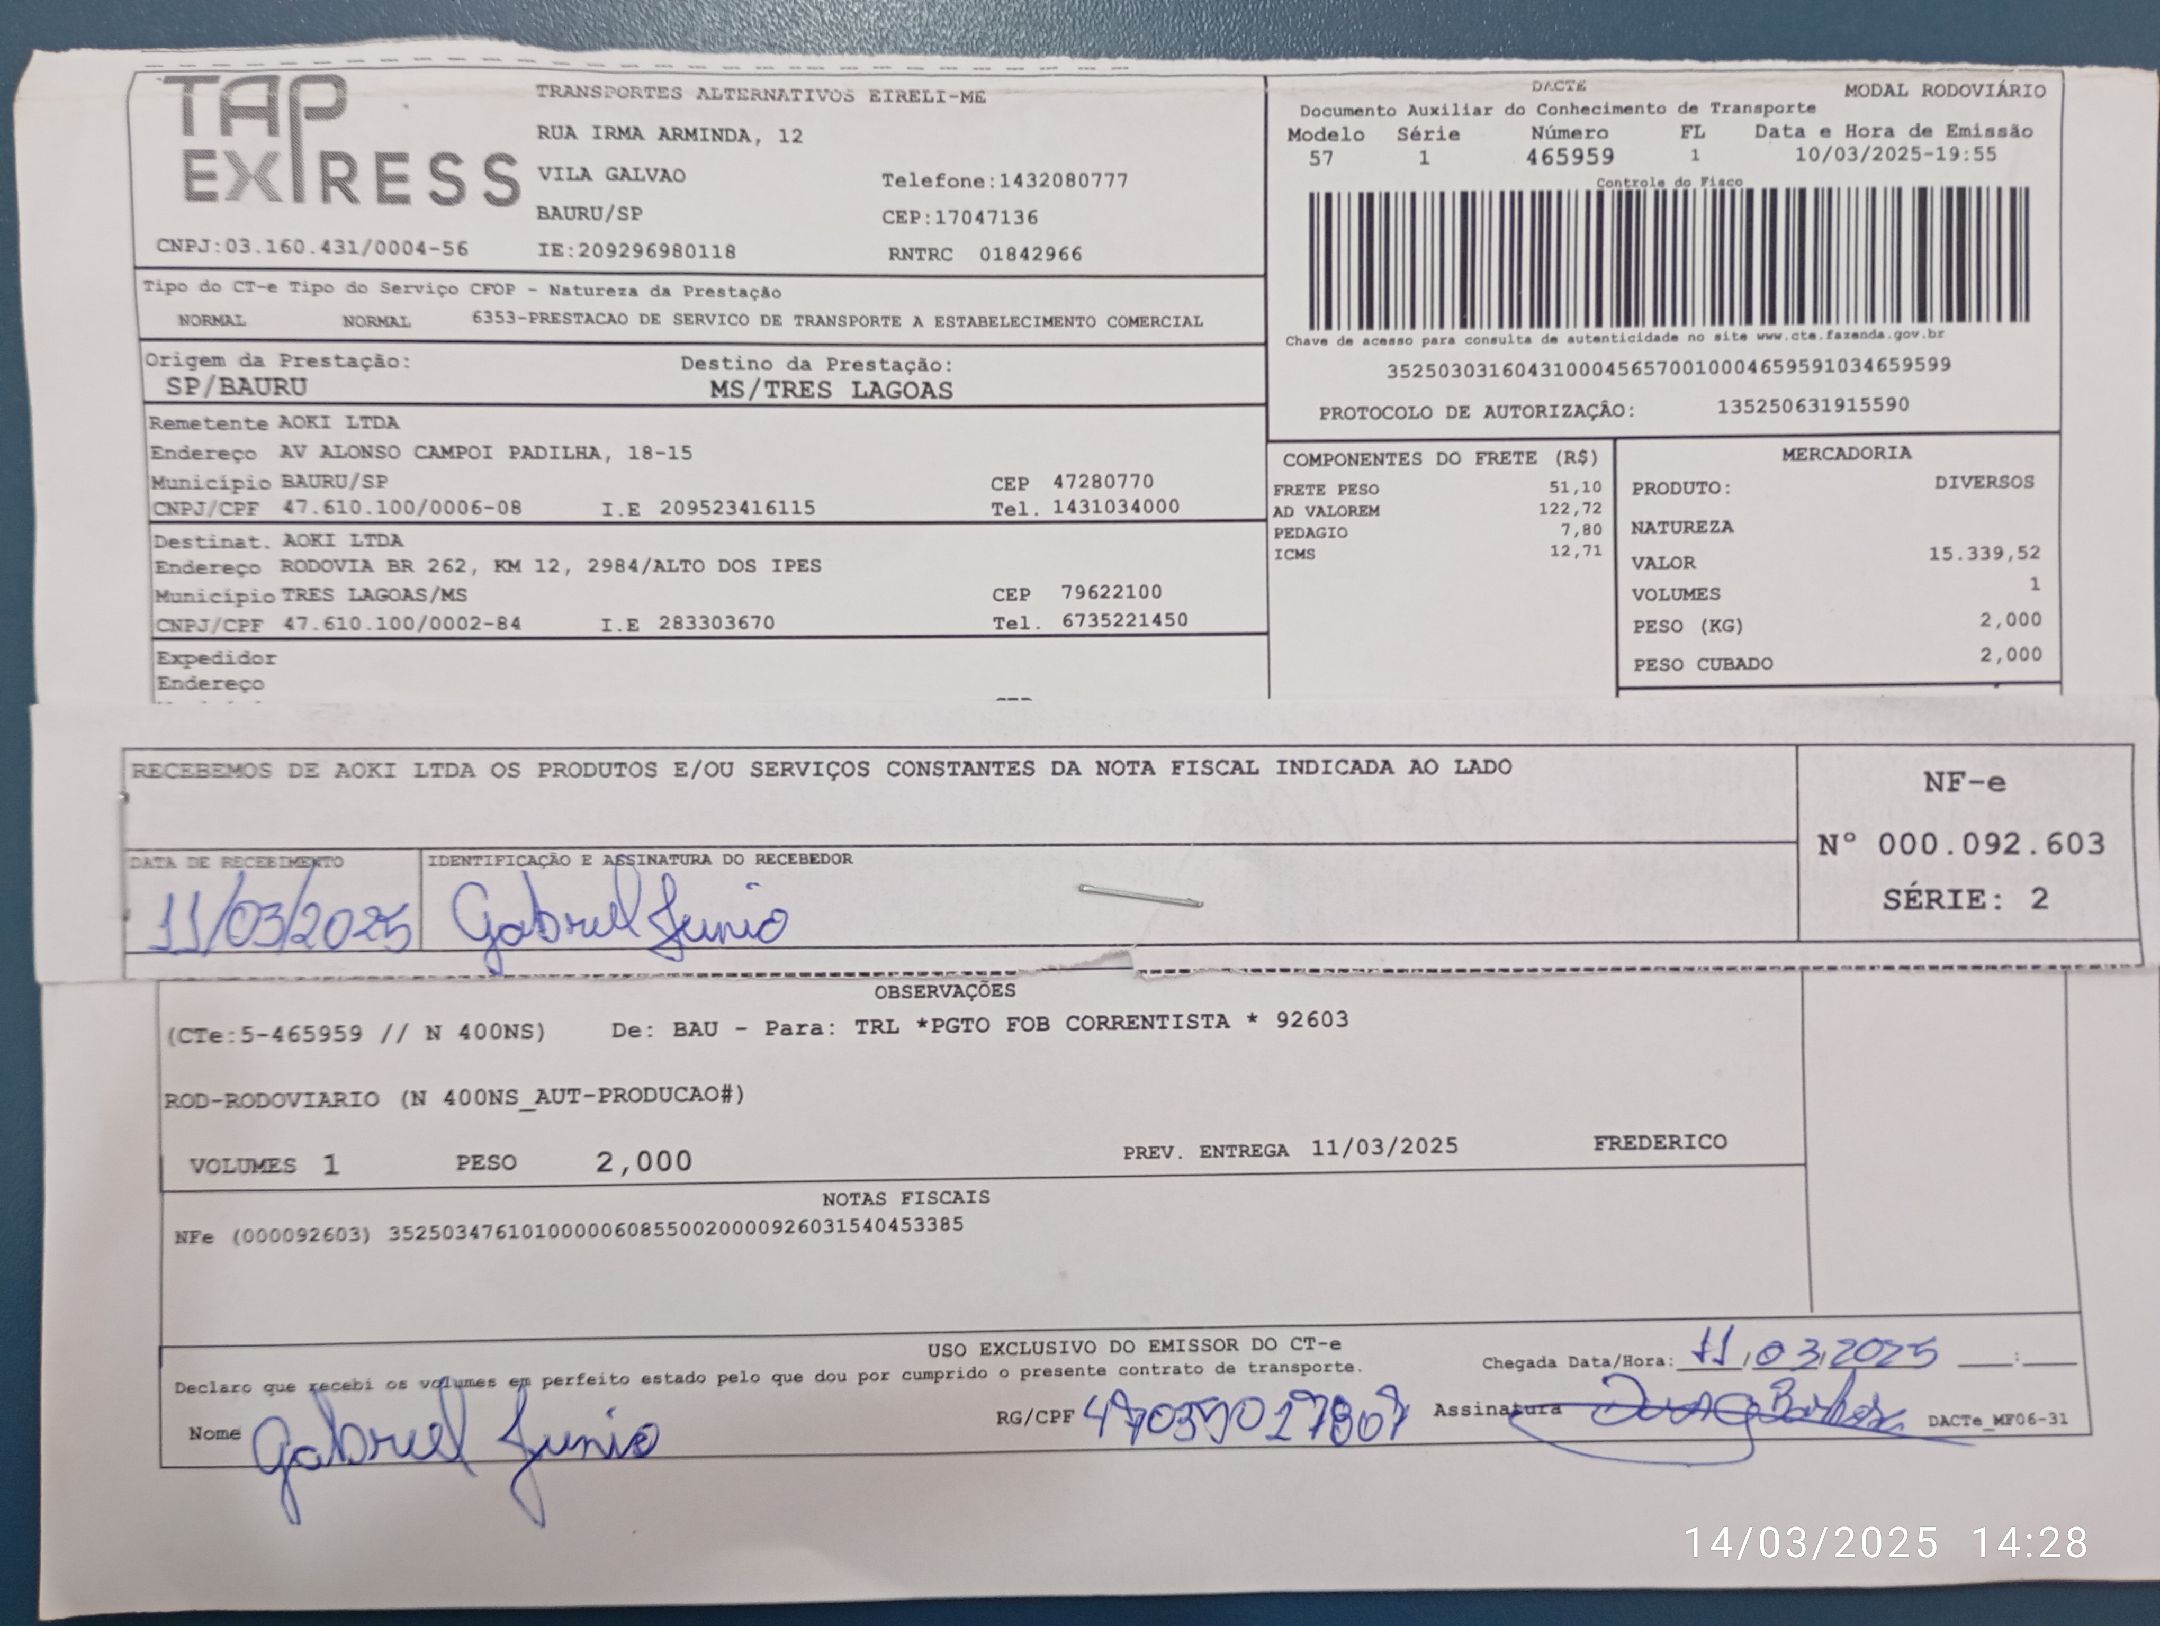 TAP EXPRESS
TRANSPORTES ALTERNATIVOS EIRELI-ME
RUA IRMA ARMINDA, 12
VILA GALVAO Telefone:1432080777
BAURU/SP CEP:17047136
CNPJ:03.160.431/0004-56 IE:209296980118 RNTRC 01842966
DACTE MODAL RODOVIÁRIO
Documento Auxiliar do Conhecimento de Transporte
Modelo Série Número FL Data e Hora de Emissão
57 1 465959 1 10/03/2025-19:55
Controle do Fisco
Chave de acesso para consulta de autenticidade no site www.cte.fazenda.gov.br
35250303160431000456570010004659591034659599
PROTOCOLO DE AUTORIZAÇÃO: 135250631915590
Tipo do CT-e Tipo do Serviço CFOP - Natureza da Prestação
NORMAL NORMAL 6353-PRESTACAO DE SERVICO DE TRANSPORTE A ESTABELECIMENTO COMERCIAL
Origem da Prestação: Destino da Prestação:
SP/BAURU MS/TRES LAGOAS
Remetente AOKI LTDA
Endereço AV ALONSO CAMPOI PADILHA, 18-15
Município BAURU/SP CEP 47280770
CNPJ/CPF 47.610.100/0006-08 I.E 209523416115 Tel. 1431034000
Destinat. AOKI LTDA
Endereço RODOVIA BR 262, KM 12, 2984/ALTO DOS IPES
Município TRES LAGOAS/MS CEP 79622100
CNPJ/CPF 47.610.100/0002-84 I.E 283303670 Tel. 6735221450
Expedidor
Endereço
COMPONENTES DO FRETE (R$)
FRETE PESO 51,10
AD VALOREM 122,72
PEDAGIO 7,80
ICMS 12,71
MERCADORIA
PRODUTO: DIVERSOS
NATUREZA
VALOR 15.339,52
VOLUMES 1
PESO (KG) 2,000
PESO CUBADO 2,000
RECEBEMOS DE AOKI LTDA OS PRODUTOS E/OU SERVIÇOS CONSTANTES DA NOTA FISCAL INDICADA AO LADO
DATA DE RECEBIMENTO IDENTIFICAÇÃO E ASSINATURA DO RECEBEDOR
11/03/2025 Gabriel Junio
NF-e
Nº 000.092.603
SÉRIE: 2
OBSERVAÇÕES
(CTe:5-465959 // N 400NS) De: BAU - Para: TRL *PGTO FOB CORRENTISTA * 92603
ROD-RODOVIARIO (N 400NS_AUT-PRODUCAO#)
VOLUMES 1 PESO 2,000 PREV. ENTREGA 11/03/2025 FREDERICO
NOTAS FISCAIS
NFe (000092603) 35250347610100000608550020000926031540453385
USO EXCLUSIVO DO EMISSOR DO CT-e
Declaro que recebi os volumes em perfeito estado pelo que dou por cumprido o presente contrato de transporte. Chegada Data/Hora: 11/03/2025 ___:___
Nome Gabriel Junio RG/CPF 47039017807 Assinatura DACTe_MF06-31
14/03/2025 14:28